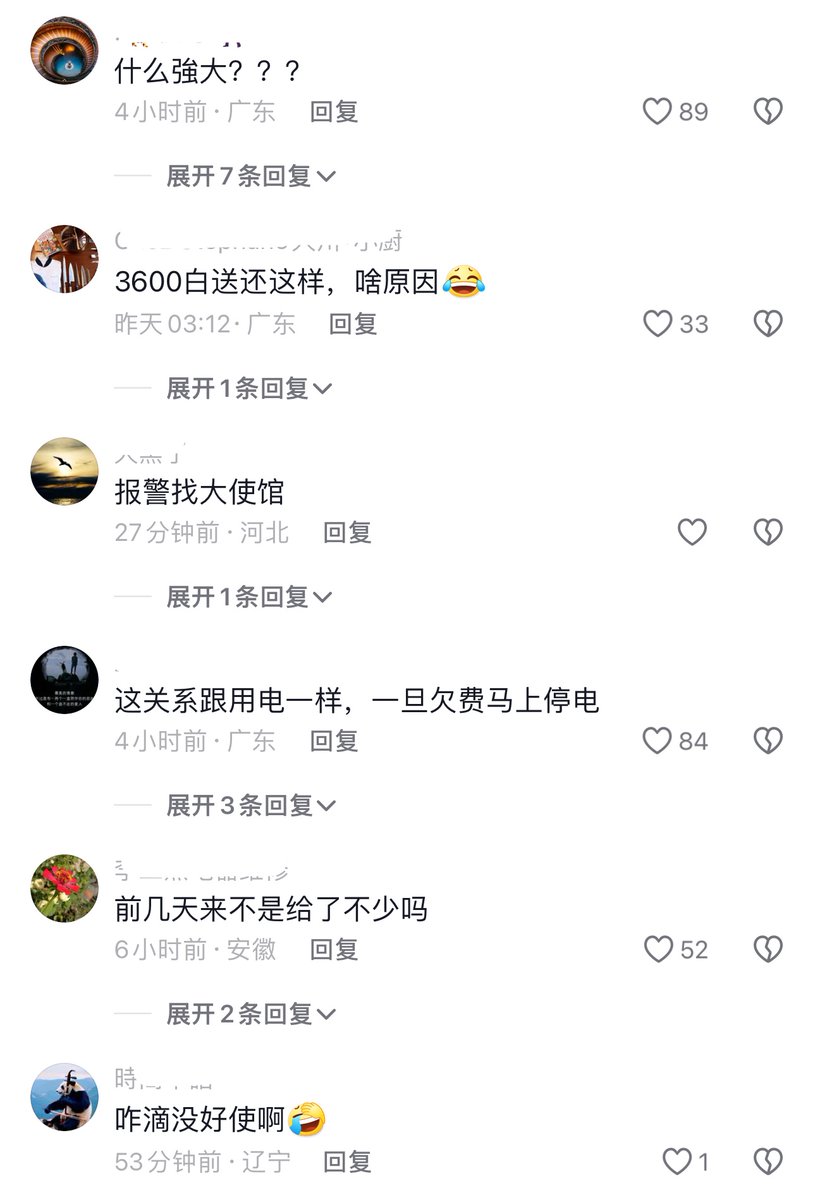 什么強大？？？
4小时前·广东 回复 89
展开7条回复
3600白送还这样，啥原因😂
昨天03:12·广东 回复 33
展开1条回复
报警找大使馆
27分钟前·河北 回复
展开1条回复
这关系跟用电一样，一旦欠费马上停电
4小时前·广东 回复 84
展开3条回复
前几天来不是给了不少吗
6小时前·安徽 回复 52
展开2条回复
時
咋滴没好使啊🤣
53分钟前·辽宁 回复 1